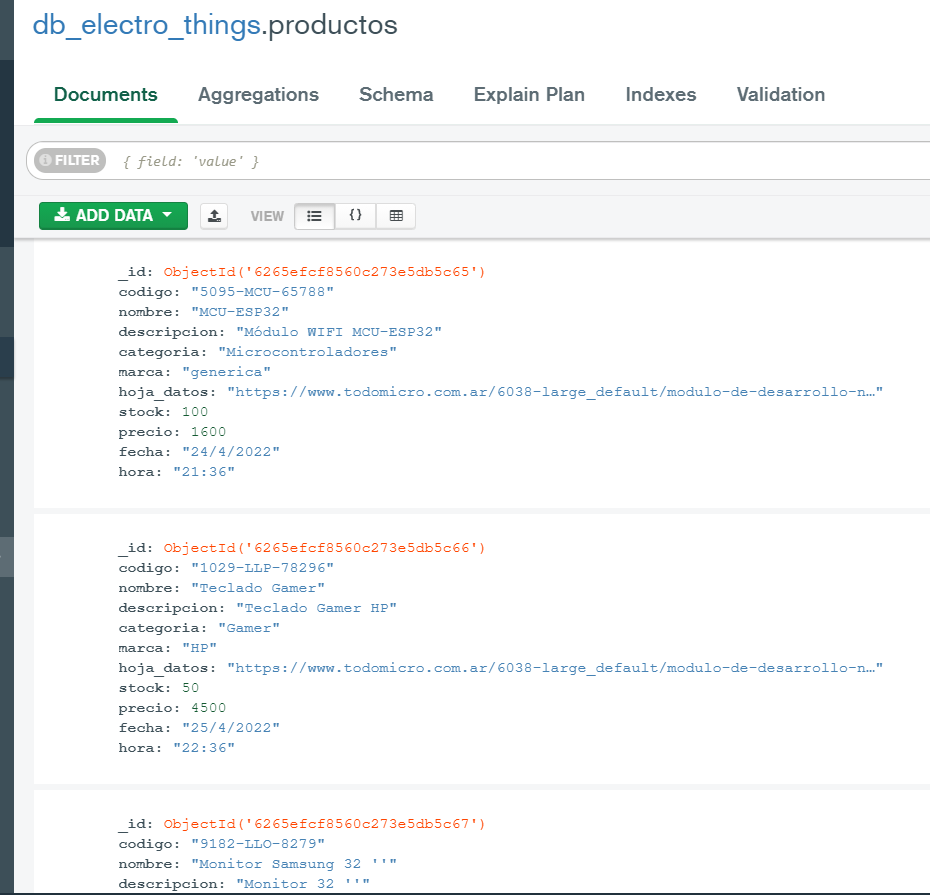 db_electro_things.productos
Documents Aggregations Schema Explain Plan Indexes Validation
FILTER { field: 'value' }
ADD DATA VIEW {}
_id: ObjectId('6265efcf8560c273e5db5c65')
codigo: "5095-MCU-65788"
nombre: "MCU-ESP32"
descripcion: "Módulo WIFI MCU-ESP32"
categoria: "Microcontroladores"
marca: "generica"
hoja_datos: "https://www.todomicro.com.ar/6038-large_default/modulo-de-desarrollo-n…"
stock: 100
precio: 1600
fecha: "24/4/2022"
hora: "21:36"
_id: ObjectId('6265efcf8560c273e5db5c66')
codigo: "1029-LLP-78296"
nombre: "Teclado Gamer"
descripcion: "Teclado Gamer HP"
categoria: "Gamer"
marca: "HP"
hoja_datos: "https://www.todomicro.com.ar/6038-large_default/modulo-de-desarrollo-n…"
stock: 50
precio: 4500
fecha: "25/4/2022"
hora: "22:36"
_id: ObjectId('6265efcf8560c273e5db5c67')
codigo: "9182-LLO-8279"
nombre: "Monitor Samsung 32 ''"
descripcion: "Monitor 32 ''"